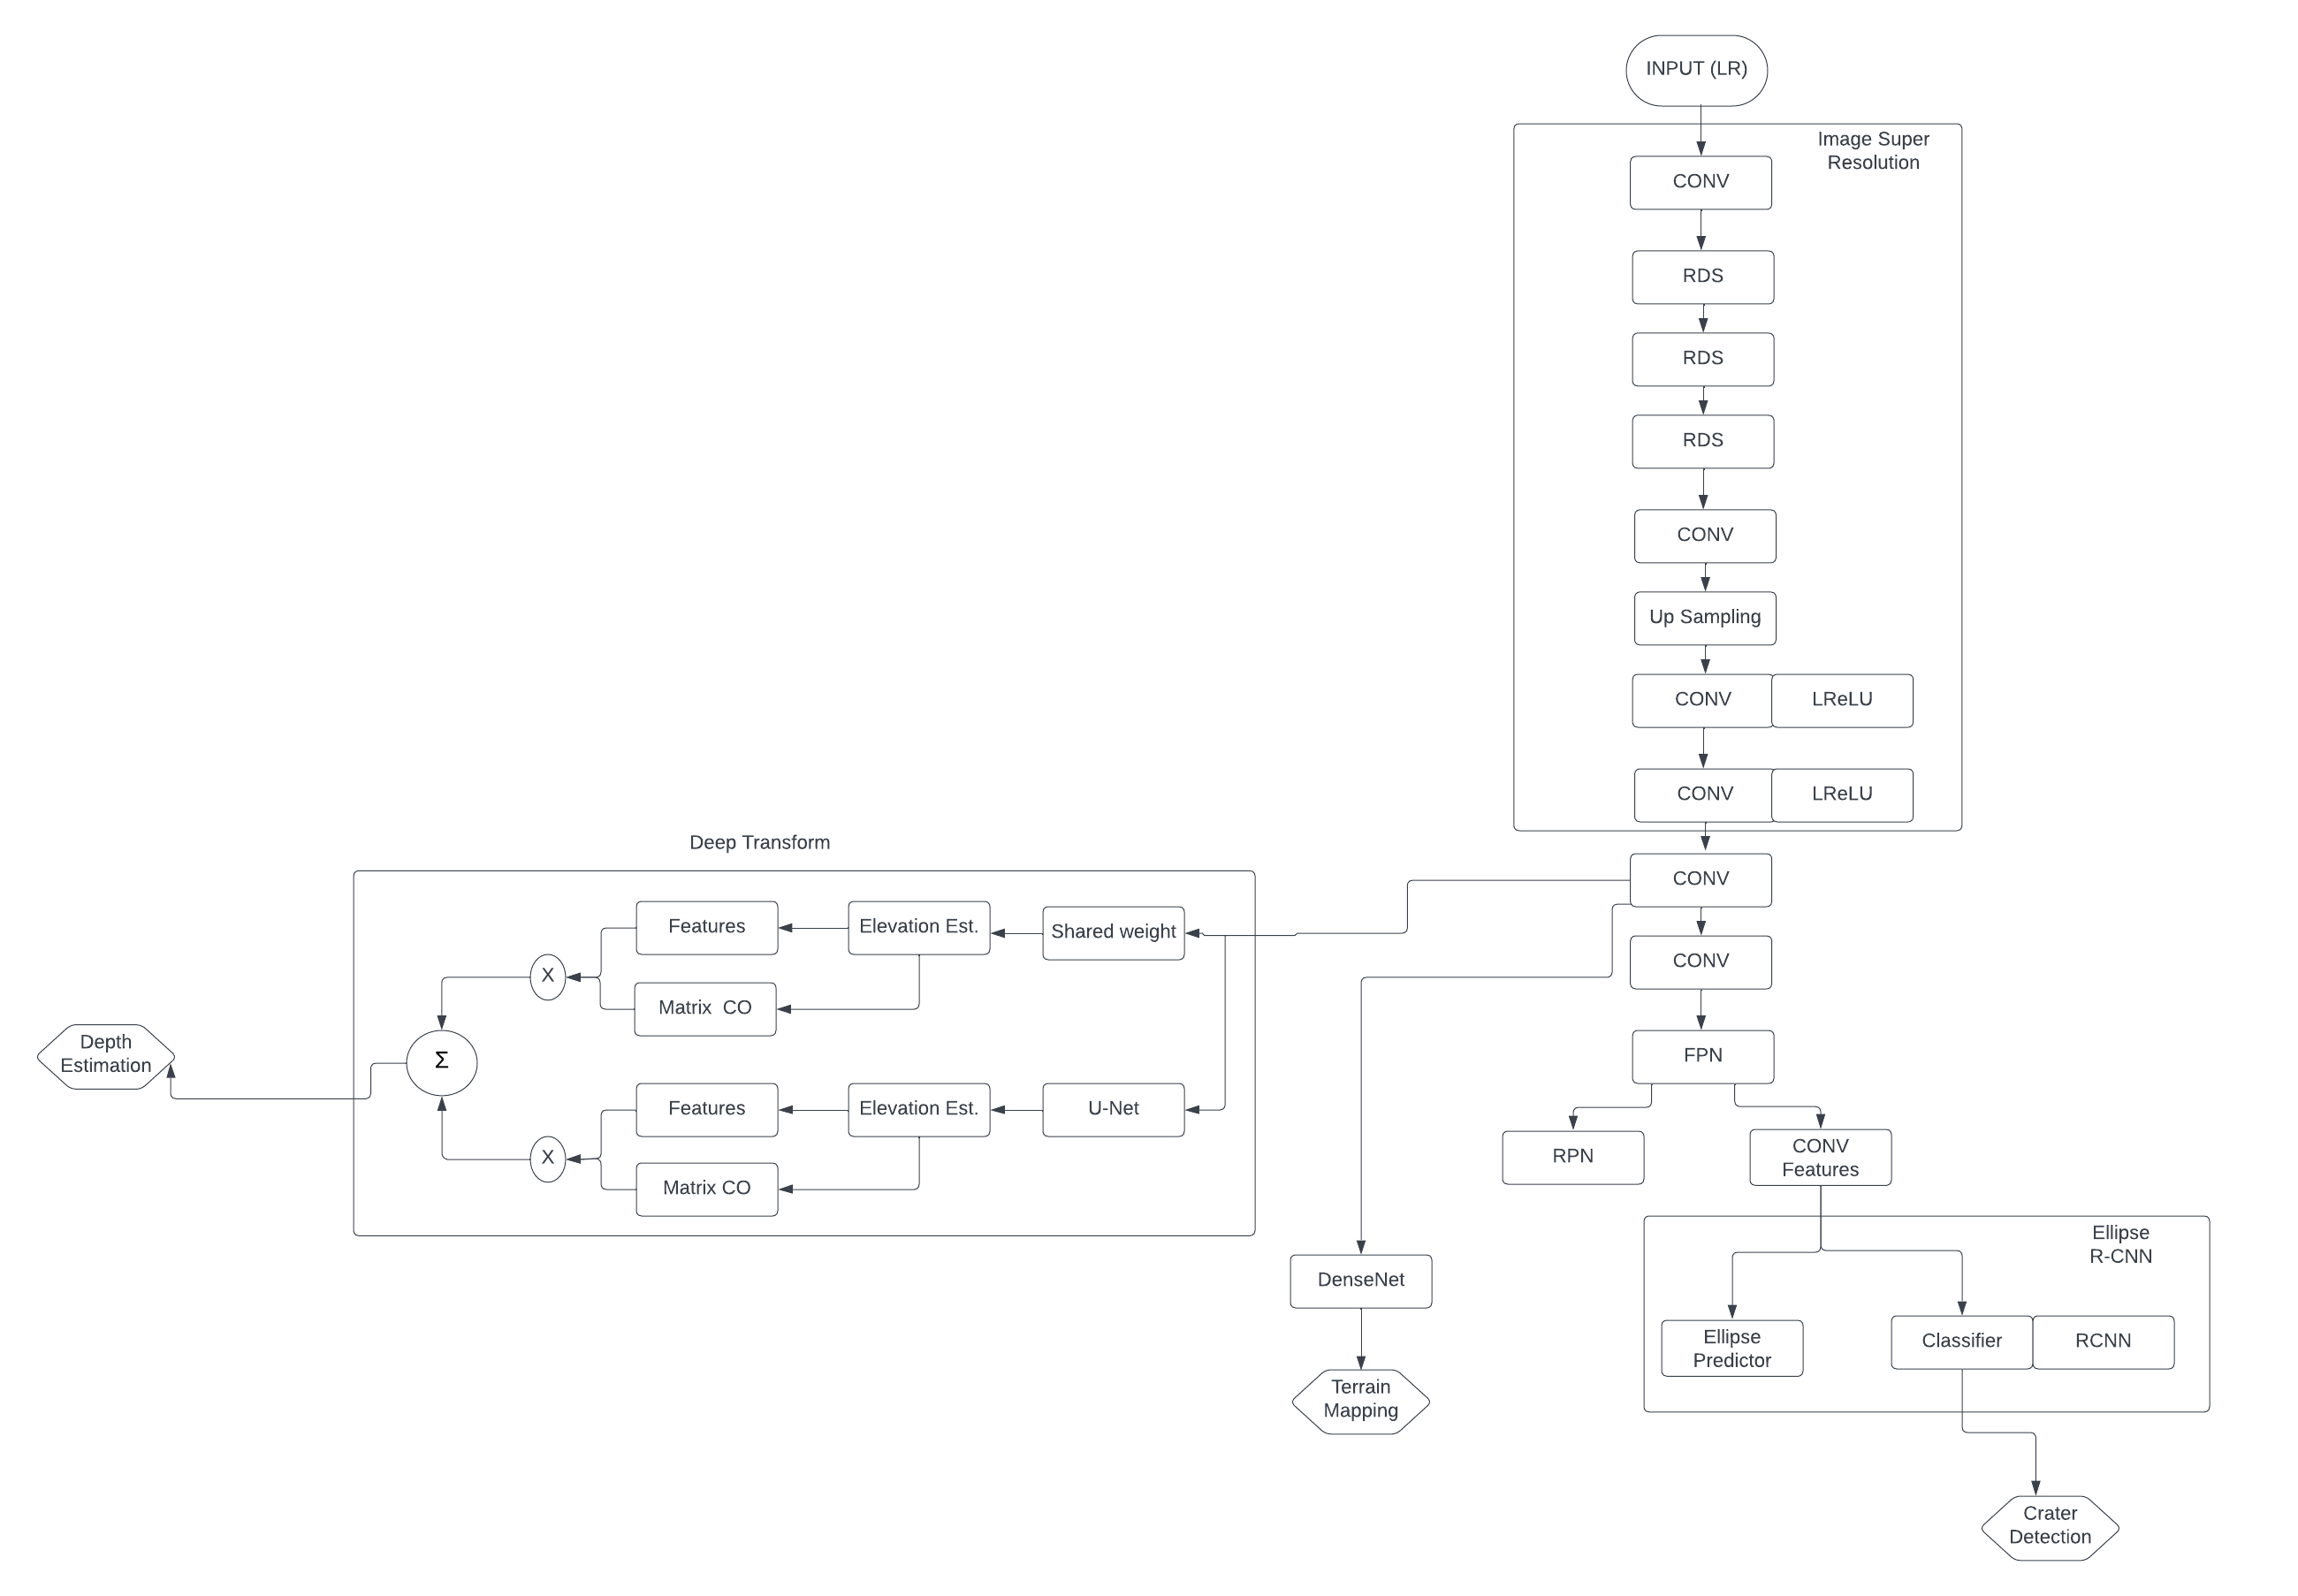 INPUT (LR)
Image Super
Resolution
CONV
RDS
RDS
RDS
CONV
Up Sampling
CONV
LReLU
CONV
LReLU
Deep Transform
CONV
Features
Elevation Est.
Shared weight
CONV
X
Matrix CO
Depth
Estimation
Σ
FPN
Features
Elevation Est.
U-Net
X
Matrix CO
RPN
CONV
Features
Ellipse
R-CNN
DenseNet
Ellipse
Predictor
Classifier
RCNN
Terrain
Mapping
Crater
Detection